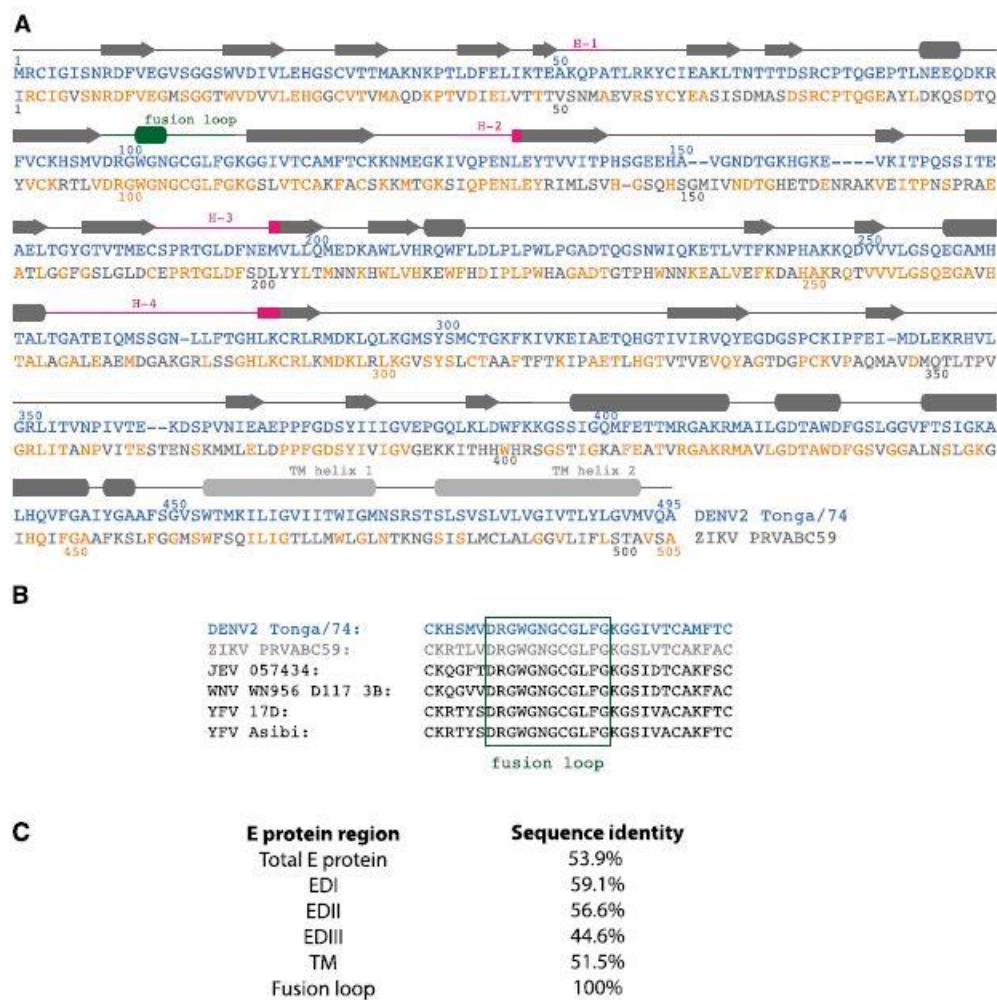 A
H-1
1 50
MRCIGISNRDFVEGVSGGSWVDIVLEHGSCVTTMAKNKPTLDFELIKTEAKQPATLRKYCIEAKLTNTTTDSRCPTQGEPTLNEEQDKR
IRCIGVSNRDFVEGMSGGTWVDVVLEHGGCVTVMAQDKPTVDIELVTTTVSNMAEVRSYCYEASISDMASDSRCPTQGEAYLDKQSDTQ
1 50
fusion loop H-2
100 150
FVCKHSMVDRGWGNGCGLFGKGGIVTCAMFTCKKNMEGKIVQPENLEYTVVITPHSGEEHA--VGNDTGKHGKE----VKITPQSSITE
YVCKRTLVDRGWGNGCGLFGKGSLVTCAKFACSKKMTGKSIQPENLEYRIMLSVH-GSQHSGMIVNDTGHETDENRAKVEITPNSPRAE
100 150
H-3
200 250
AELTGYGTVTMECSPRTGLDFNEMVLLQMEDKAWLVHRQWFLDLPLPWLPGADTQGSNWIQKETLVTFKNPHAKKQDVVVLGSQEGAMH
ATLGGFGSLGLDCEPRTGLDFSDLYYLTMNNKHWLVHKEWFHDIPLPWHAGADTGTPHWNNKEALVEFKDAHAKRQTVVVLGSQEGAVH
200 250
H-4
300
TALTGATEIQMSSGN-LLFTGHLKCRLRMDKLQLKGMSYSMCTGKFKIVKEIAETQHGTIVIRVQYEGDGSPCKIPFEI-MDLEKRHVL
TALAGALEAEMDGAKGRLSSGHLKCRLKMDKLRLKGVSYSLCTAAFTFTKIPAETLHGTVTVEVQYAGTDGPCKVPAQMAVDMQTLTPV
300 350
350 400
GRLITVNPIVTE--KDSPVNIEAEPPFGDSYIIIGVEPGQLKLDWFKKGSSIGQMFETTMRGAKRMAILGDTAWDFGSLGGVFTSIGKA
GRLITANPVITESTENSKMMLELDPPFGDSYIVIGVGEKKITHHWHRSGSTIGKAFEATVRGAKRMAVLGDTAWDFGSVGGALNSLGKG
400
TM helix 1 TM helix 2
450 495
LHQVFGAIYGAAFSGVSWTMKILIGVIITWIGMNSRSTSLSVSLVLVGIVTLYLGVMVQA DENV2 Tonga/74
IHQIFGAAFKSLFGGMSWFSQILIGTLLMWLGLNTKNGSISLMCLALGGVLIFLSTAVSA ZIKV PRVABC59
450 500 505
B
DENV2 Tonga/74: CKHSMVDRGWGNGCGLFGKGGIVTCAMFTC
ZIKV PRVABC59: CKRTLVDRGWGNGCGLFGKGSLVTCAKFAC
JEV 057434: CKQGFTDRGWGNGCGLFGKGSIDTCAKFSC
WNV WN956 D117 3B: CKQGVVDRGWGNGCGLFGKGSIDTCAKFAC
YFV 17D: CKRTYSDRGWGNGCGLFGKGSIVACAKFTC
YFV Asibi: CKRTYSDRGWGNGCGLFGKGSIVACAKFTC
fusion loop
C
E protein region Sequence identity
Total E protein 53.9%
EDI 59.1%
EDII 56.6%
EDIII 44.6%
TM 51.5%
Fusion loop 100%